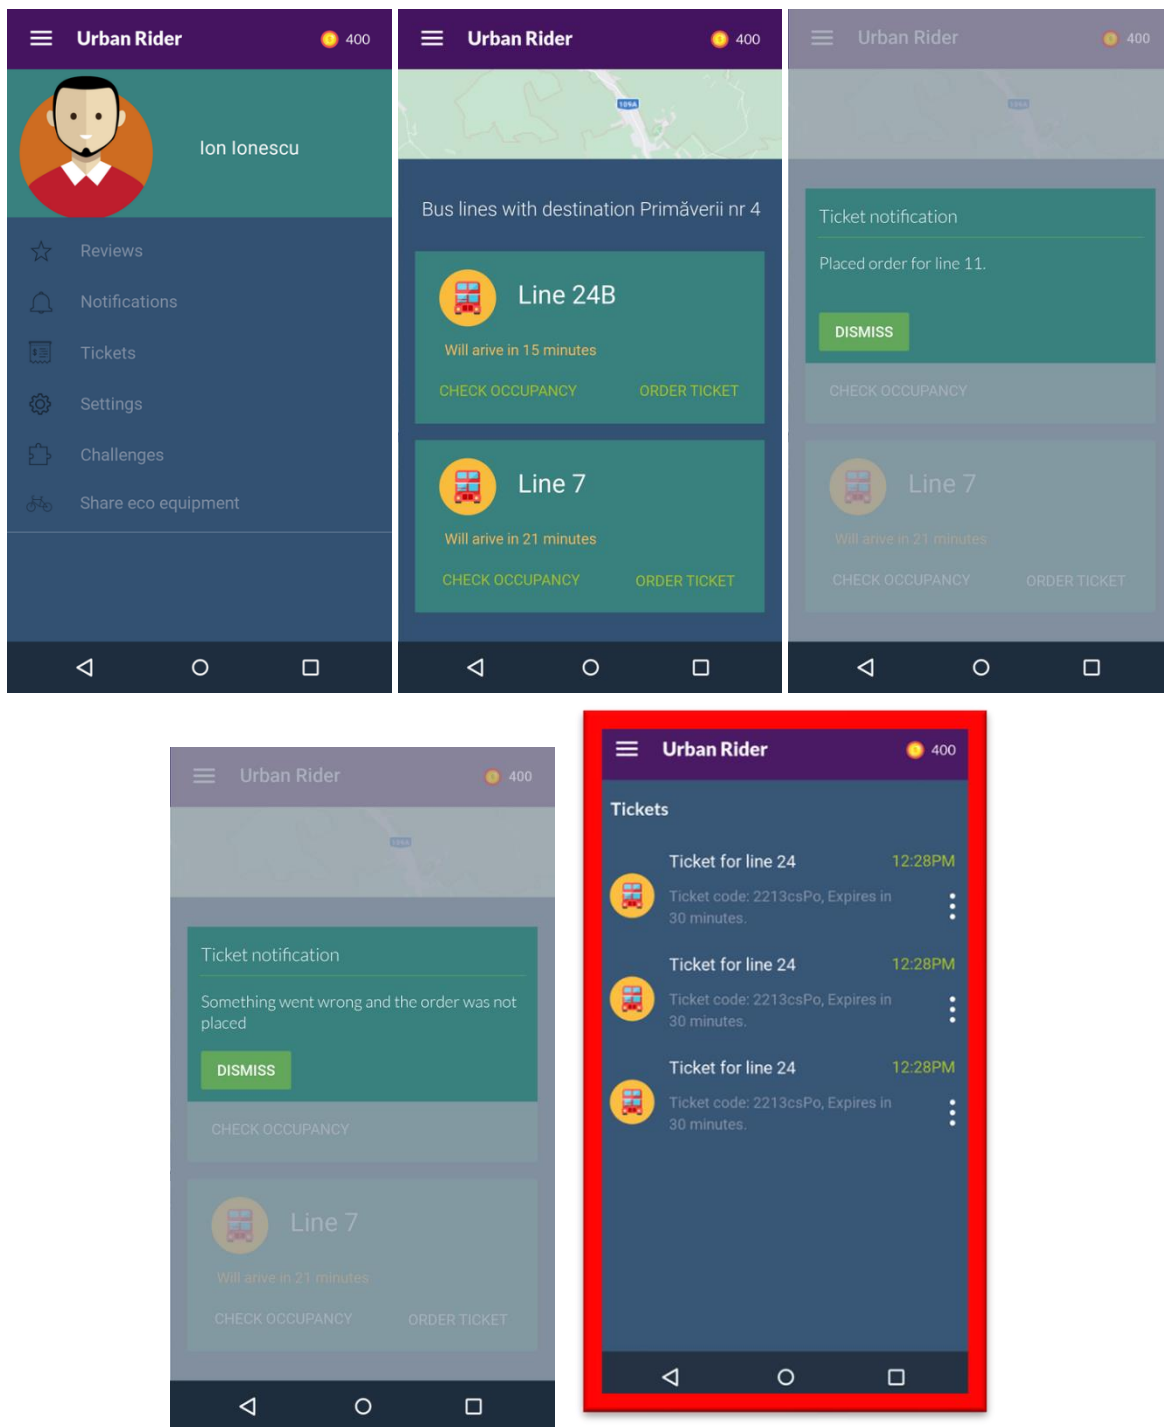 Urban Rider 400
Ion Ionescu
Reviews
Notifications
Tickets
Settings
Challenges
Share eco equipment
Urban Rider 400
109A
Bus lines with destination Primăverii nr 4
Line 24B
Will arive in 15 minutes
CHECK OCCUPANCY ORDER TICKET
Line 7
Will arive in 21 minutes
CHECK OCCUPANCY ORDER TICKET
Urban Rider 400
109A
Ticket notification
Placed order for line 11.
DISMISS
CHECK OCCUPANCY
Line 7
Will arive in 21 minutes
CHECK OCCUPANCY ORDER TICKET
Urban Rider 400
109A
Ticket notification
Something went wrong and the order was not
placed
DISMISS
CHECK OCCUPANCY
Line 7
Will arive in 21 minutes
CHECK OCCUPANCY ORDER TICKET
Urban Rider 400
Tickets
Ticket for line 24 12:28PM
Ticket code: 2213csPo, Expires in
30 minutes.
Ticket for line 24 12:28PM
Ticket code: 2213csPo, Expires in
30 minutes.
Ticket for line 24 12:28PM
Ticket code: 2213csPo, Expires in
30 minutes.